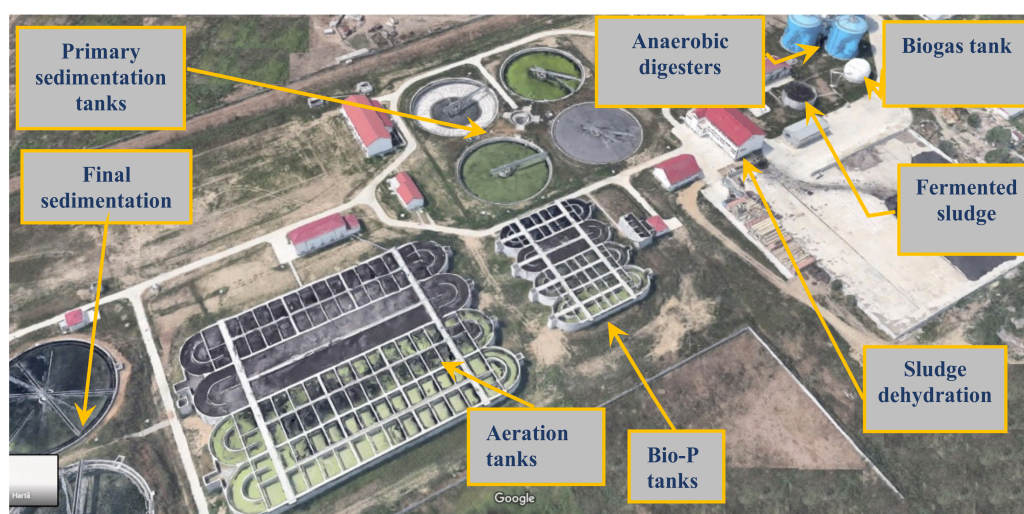 Primary
sedimentation
tanks
Anaerobic
digesters
Biogas tank
Final
sedimentation
Fermented
sludge
Sludge
dehydration
Aeration
tanks
Bio-P
tanks
Hartă
Google